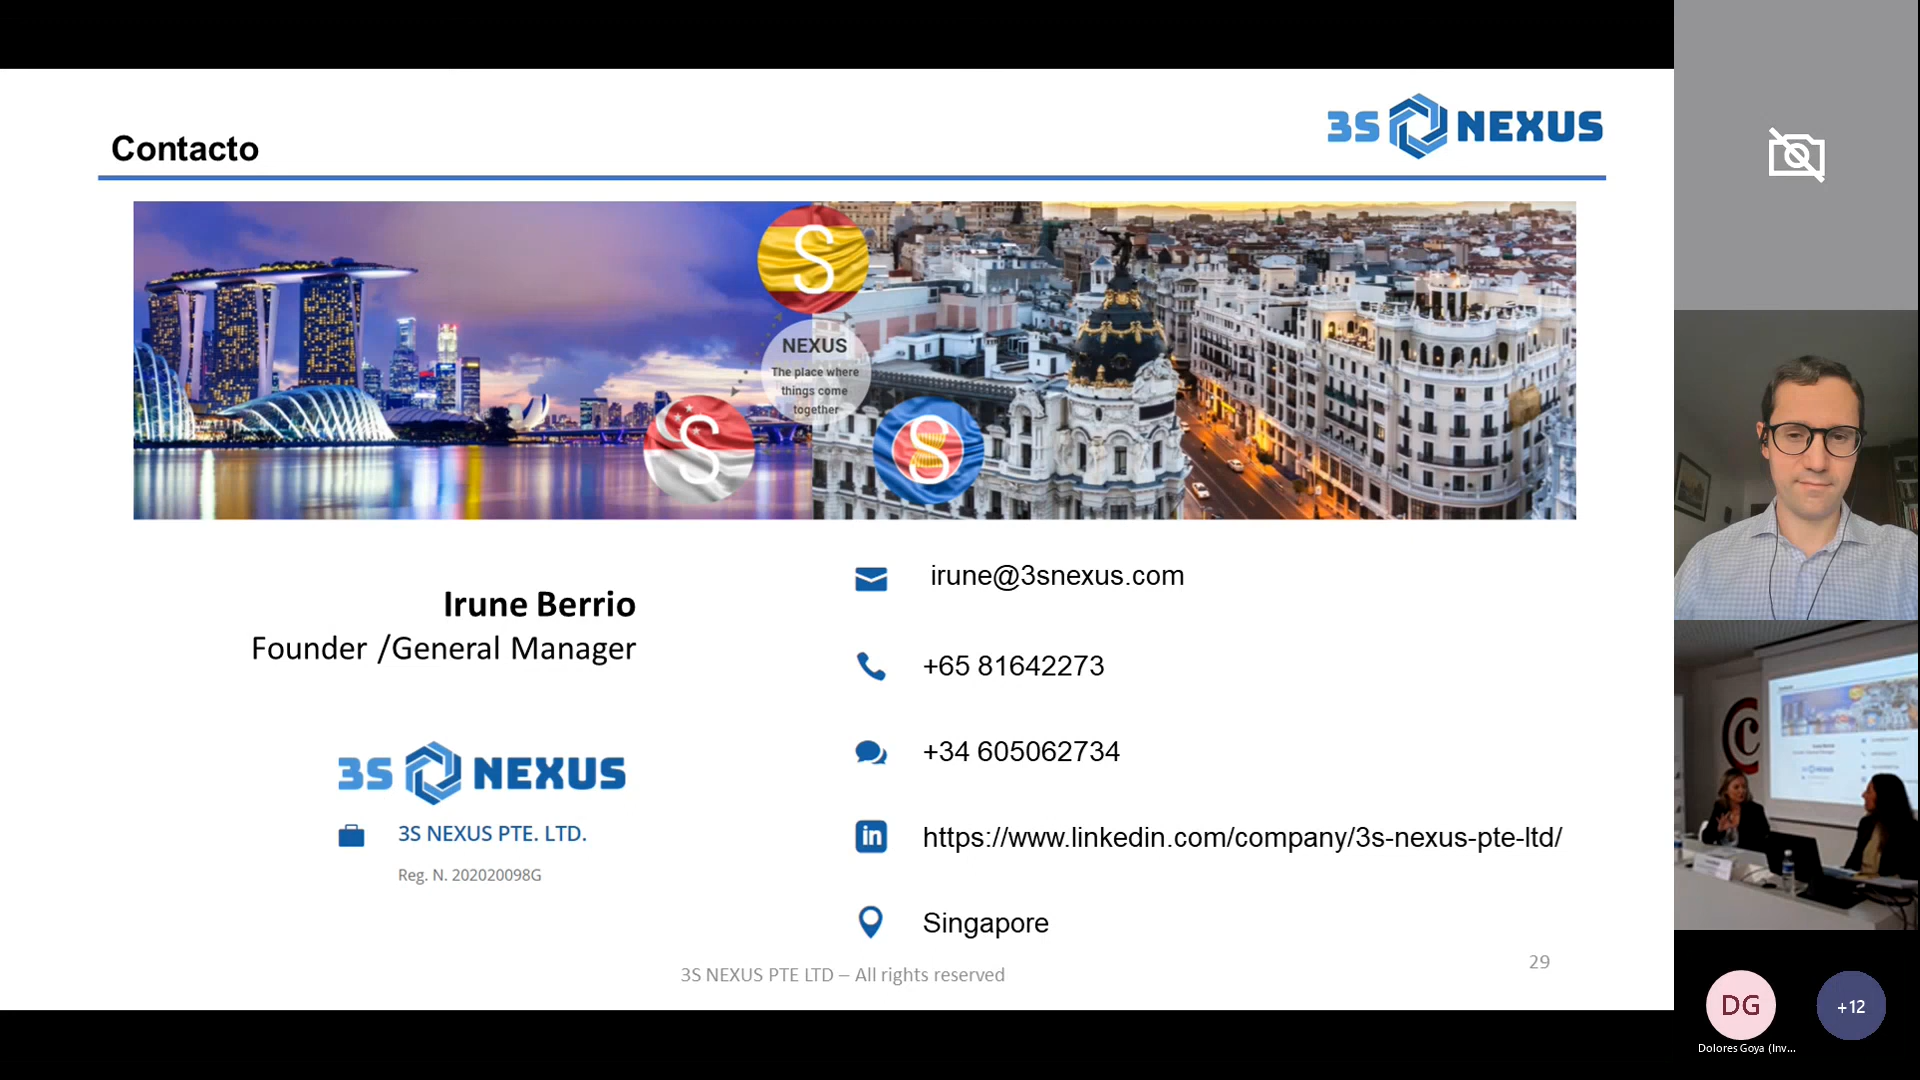 Contacto
3S NEXUS
S
NEXUS
The place where
things come
together
S
S
Irune Berrio
Founder /General Manager
3S NEXUS
3S NEXUS PTE. LTD.
Reg. N. 202020098G
irune@3snexus.com
+65 81642273
+34 605062734
in
https://www.linkedin.com/company/3s-nexus-pte-ltd/
Singapore
3S NEXUS PTE LTD – All rights reserved
29
DG
+12
Dolores Goya (Inv...